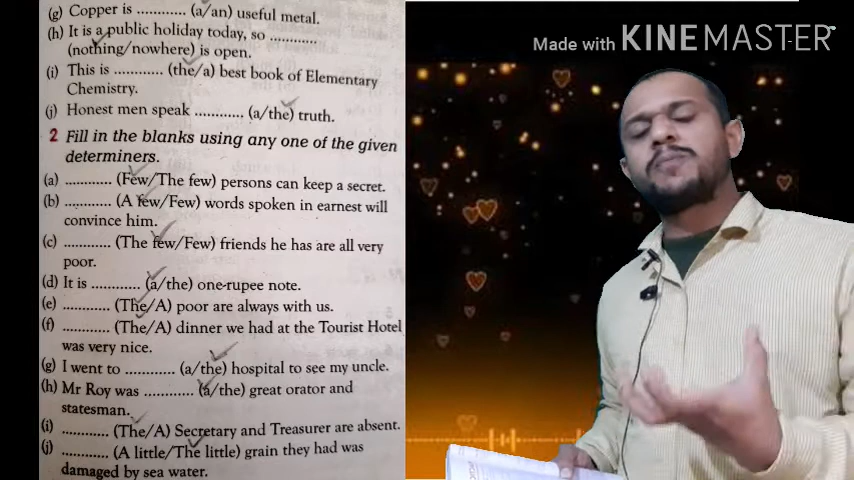 (g) Copper is ............ (a/an) useful metal.
(h) It is a public holiday today, so ............
(nothing/nowhere) is open.
(i) This is ............ (the/a) best book of Elementary
Chemistry.
(j) Honest men speak ............ (a/the) truth.
2 Fill in the blanks using any one of the given
determiners.
(a) ............ (Few/The few) persons can keep a secret.
(b) ............ (A few/Few) words spoken in earnest will
convince him.
(c) ............ (The few/Few) friends he has are all very
poor.
(d) It is ............ (a/the) one-rupee note.
(e) ............ (The/A) poor are always with us.
(f) ............ (The/A) dinner we had at the Tourist Hotel
was very nice.
(g) I went to ............ (a/the) hospital to see my uncle.
(h) Mr Roy was ............ (a/the) great orator and
statesman.
(i) ............ (The/A) Secretary and Treasurer are absent.
(j) ............ (A little/The little) grain they had was
damaged by sea water.
Made with KINEMASTER